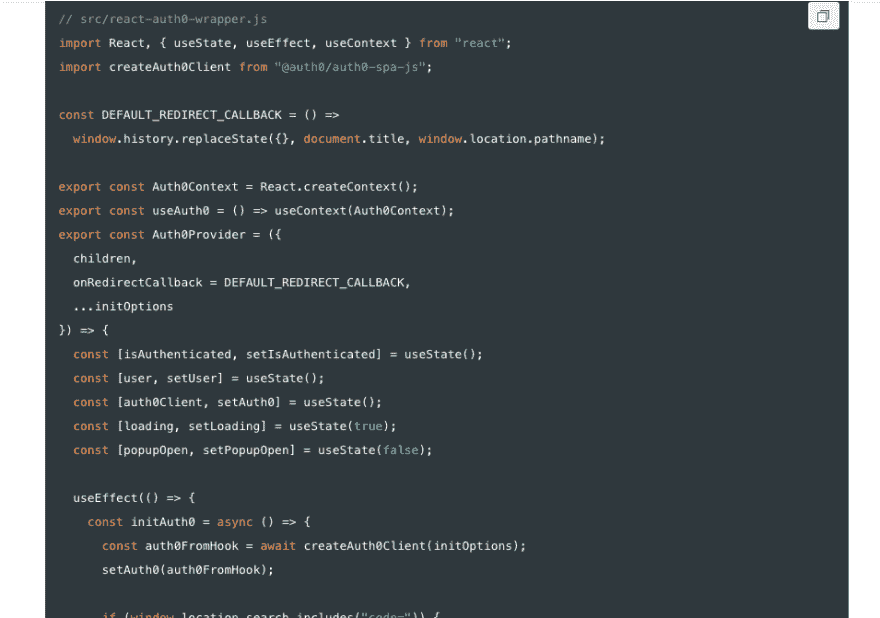 // src/react-auth0-wrapper.js
import React, { useState, useEffect, useContext } from "react";
import createAuth0Client from "@auth0/auth0-spa-js";
const DEFAULT_REDIRECT_CALLBACK = () =>
window.history.replaceState({}, document.title, window.location.pathname);
export const Auth0Context = React.createContext();
export const useAuth0 = () => useContext(Auth0Context);
export const Auth0Provider = ({
children,
onRedirectCallback = DEFAULT_REDIRECT_CALLBACK,
...initOptions
}) => {
const [isAuthenticated, setIsAuthenticated] = useState();
const [user, setUser] = useState();
const [auth0Client, setAuth0] = useState();
const [loading, setLoading] = useState(true);
const [popupOpen, setPopupOpen] = useState(false);
useEffect(() => {
const initAuth0 = async () => {
const auth0FromHook = await createAuth0Client(initOptions);
setAuth0(auth0FromHook);
if (window.location.search.includes("code=")) {